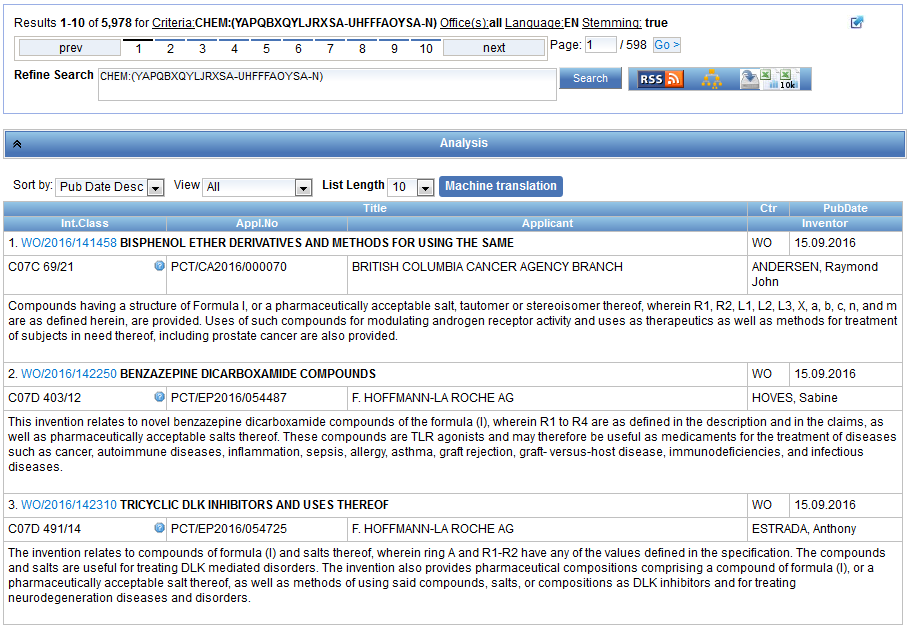 Results 1-10 of 5,978 for Criteria:CHEM:(YAPQBXQYLJRXSA-UHFFFAOYSA-N) Office(s):all Language:EN Stemming: true
prev 1 2 3 4 5 6 7 8 9 10 next Page: 1 / 598 Go >
Refine Search CHEM:(YAPQBXQYLJRXSA-UHFFFAOYSA-N) Search RSS 10k
Analysis
Sort by: Pub Date Desc View All List Length 10 Machine translation
Title Ctr PubDate
Int.Class Appl.No Applicant Inventor
1. WO/2016/141458 BISPHENOL ETHER DERIVATIVES AND METHODS FOR USING THE SAME WO 15.09.2016
C07C 69/21 PCT/CA2016/000070 BRITISH COLUMBIA CANCER AGENCY BRANCH ANDERSEN, Raymond
John
Compounds having a structure of Formula I, or a pharmaceutically acceptable salt, tautomer or stereoisomer thereof, wherein R1, R2, L1, L2, L3, X, a, b, c, n, and m
are as defined herein, are provided. Uses of such compounds for modulating androgen receptor activity and uses as therapeutics as well as methods for treatment
of subjects in need thereof, including prostate cancer are also provided.
2. WO/2016/142250 BENZAZEPINE DICARBOXAMIDE COMPOUNDS WO 15.09.2016
C07D 403/12 PCT/EP2016/054487 F. HOFFMANN-LA ROCHE AG HOVES, Sabine
This invention relates to novel benzazepine dicarboxamide compounds of the formula (I), wherein R1 to R4 are as defined in the description and in the claims, as
well as pharmaceutically acceptable salts thereof. These compounds are TLR agonists and may therefore be useful as medicaments for the treatment of diseases
such as cancer, autoimmune diseases, inflammation, sepsis, allergy, asthma, graft rejection, graft- versus-host disease, immunodeficiencies, and infectious
diseases.
3. WO/2016/142310 TRICYCLIC DLK INHIBITORS AND USES THEREOF WO 15.09.2016
C07D 491/14 PCT/EP2016/054725 F. HOFFMANN-LA ROCHE AG ESTRADA, Anthony
The invention relates to compounds of formula (I) and salts thereof, wherein ring A and R1-R2 have any of the values defined in the specification. The compounds
and salts are useful for treating DLK mediated disorders. The invention also provides pharmaceutical compositions comprising a compound of formula (I), or a
pharmaceutically acceptable salt thereof, as well as methods of using said compounds, salts, or compositions as DLK inhibitors and for treating
neurodegeneration diseases and disorders.